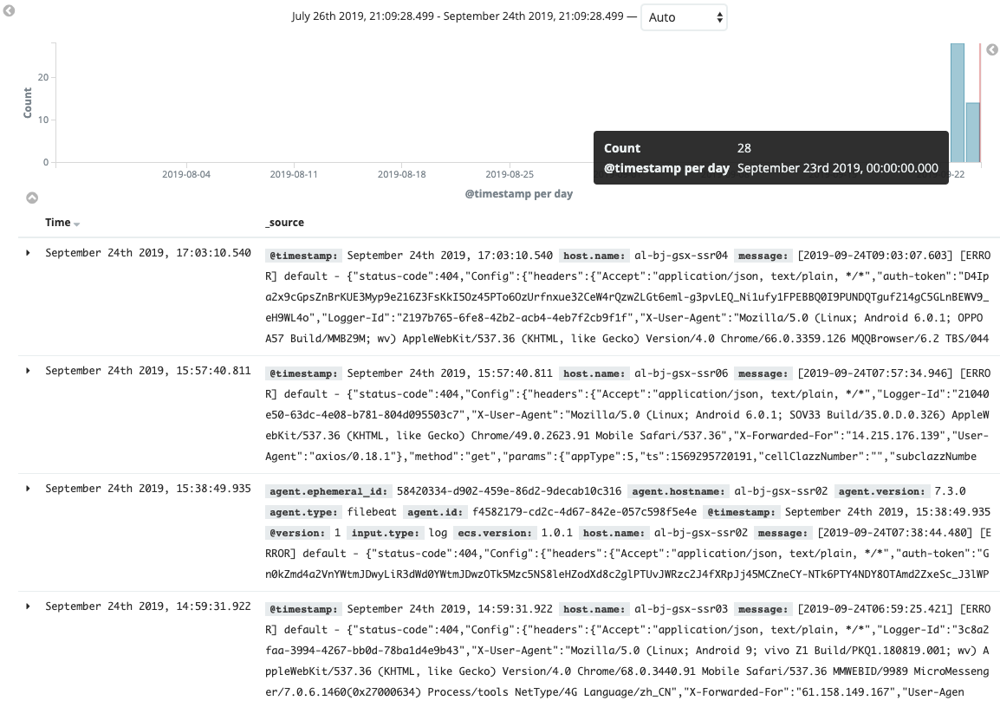 July 26th 2019, 21:09:28.499 - September 24th 2019, 21:09:28.499 — Auto
Count
20
10
0
Count 28
@timestamp per day September 23rd 2019, 00:00:00.000
2019-08-04 2019-08-11 2019-08-18 2019-08-25 09-22
@timestamp per day
Time _source
September 24th 2019, 17:03:10.540 @timestamp: September 24th 2019, 17:03:10.540 host.name: al-bj-gsx-ssr04 message: [2019-09-24T09:03:07.603] [ERRO
R] default - {"status-code":404,"Config":{"headers":{"Accept":"application/json, text/plain, */*","auth-token":"D4Ip
a2x9cGpsZnBrKUE3Myp9e216Z3FsKkI5Oz45PTo6OzUrfnxue3Z2CeW4rQzw2LGt6eml-g3pvLEQ_Ni1ufy1FPEBBQ0I9PUNDQTguf214gC5GLnBEWV9_
eH9WL4o","Logger-Id":"2197b765-6fe8-42b2-acb4-4eb7f2cb9f1f","X-User-Agent":"Mozilla/5.0 (Linux; Android 6.0.1; OPPO
A57 Build/MMB29M; wv) AppleWebKit/537.36 (KHTML, like Gecko) Version/4.0 Chrome/66.0.3359.126 MQQBrowser/6.2 TBS/044
September 24th 2019, 15:57:40.811 @timestamp: September 24th 2019, 15:57:40.811 host.name: al-bj-gsx-ssr06 message: [2019-09-24T07:57:34.946] [ERRO
R] default - {"status-code":404,"Config":{"headers":{"Accept":"application/json, text/plain, */*","Logger-Id":"21040
e50-63dc-4e08-b781-804d095503c7","X-User-Agent":"Mozilla/5.0 (Linux; Android 6.0.1; SOV33 Build/35.0.D.0.326) AppleW
ebKit/537.36 (KHTML, like Gecko) Chrome/49.0.2623.91 Mobile Safari/537.36","X-Forwarded-For":"14.215.176.139","User-
Agent":"axios/0.18.1"},"method":"get","params":{"appType":5,"ts":1569295720191,"cellClazzNumber":"","subclazzNumbe
September 24th 2019, 15:38:49.935 agent.ephemeral_id: 58420334-d902-459e-86d2-9decab10c316 agent.hostname: al-bj-gsx-ssr02 agent.version: 7.3.0
agent.type: filebeat agent.id: f4582179-cd2c-4d67-842e-057c598f5e4e @timestamp: September 24th 2019, 15:38:49.935
@version: 1 input.type: log ecs.version: 1.0.1 host.name: al-bj-gsx-ssr02 message: [2019-09-24T07:38:44.480] [E
RROR] default - {"status-code":404,"Config":{"headers":{"Accept":"application/json, text/plain, */*","auth-token":"G
n0kZmd4a2VnYWtmJDwyLiR3dWd0YWtmJDwzOTk5Mzc5NS8leHZodXd8c2glPTUvJWRzc2J4fXRpJj45MCZneCY-NTk6PTY4NDY8OTAmd2ZxeSc_J3lWP
September 24th 2019, 14:59:31.922 @timestamp: September 24th 2019, 14:59:31.922 host.name: al-bj-gsx-ssr03 message: [2019-09-24T06:59:25.421] [ERRO
R] default - {"status-code":404,"Config":{"headers":{"Accept":"application/json, text/plain, */*","Logger-Id":"3c8a2
faa-3994-4267-bb0d-78ba1d4e9b43","X-User-Agent":"Mozilla/5.0 (Linux; Android 9; vivo Z1 Build/PKQ1.180819.001; wv) A
ppleWebKit/537.36 (KHTML, like Gecko) Version/4.0 Chrome/68.0.3440.91 Mobile Safari/537.36 MMWEBID/9989 MicroMesseng
er/7.0.6.1460(0x27000634) Process/tools NetType/4G Language/zh_CN","X-Forwarded-For":"61.158.149.167","User-Agen